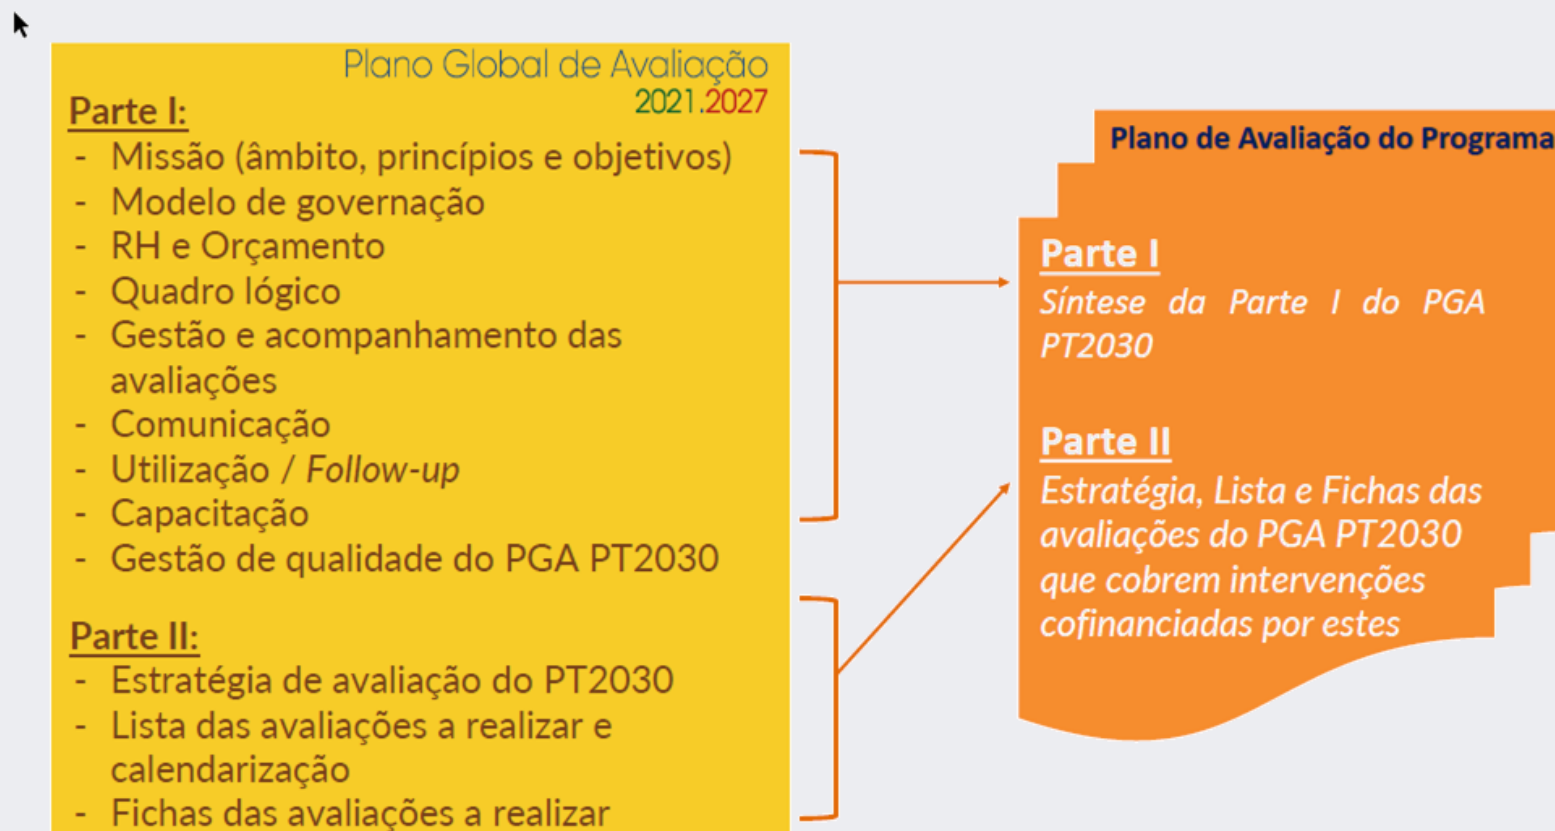 Plano Global de Avaliação
2021.2027
Parte I:
- Missão (âmbito, princípios e objetivos)
- Modelo de governação
- RH e Orçamento
- Quadro lógico
- Gestão e acompanhamento das
avaliações
- Comunicação
- Utilização / Follow-up
- Capacitação
- Gestão de qualidade do PGA PT2030
Parte II:
- Estratégia de avaliação do PT2030
- Lista das avaliações a realizar e
calendarização
- Fichas das avaliações a realizar
Plano de Avaliação do Programa
Parte I
Síntese da Parte I do PGA
PT2030
Parte II
Estratégia, Lista e Fichas das
avaliações do PGA PT2030
que cobrem intervenções
cofinanciadas por estes